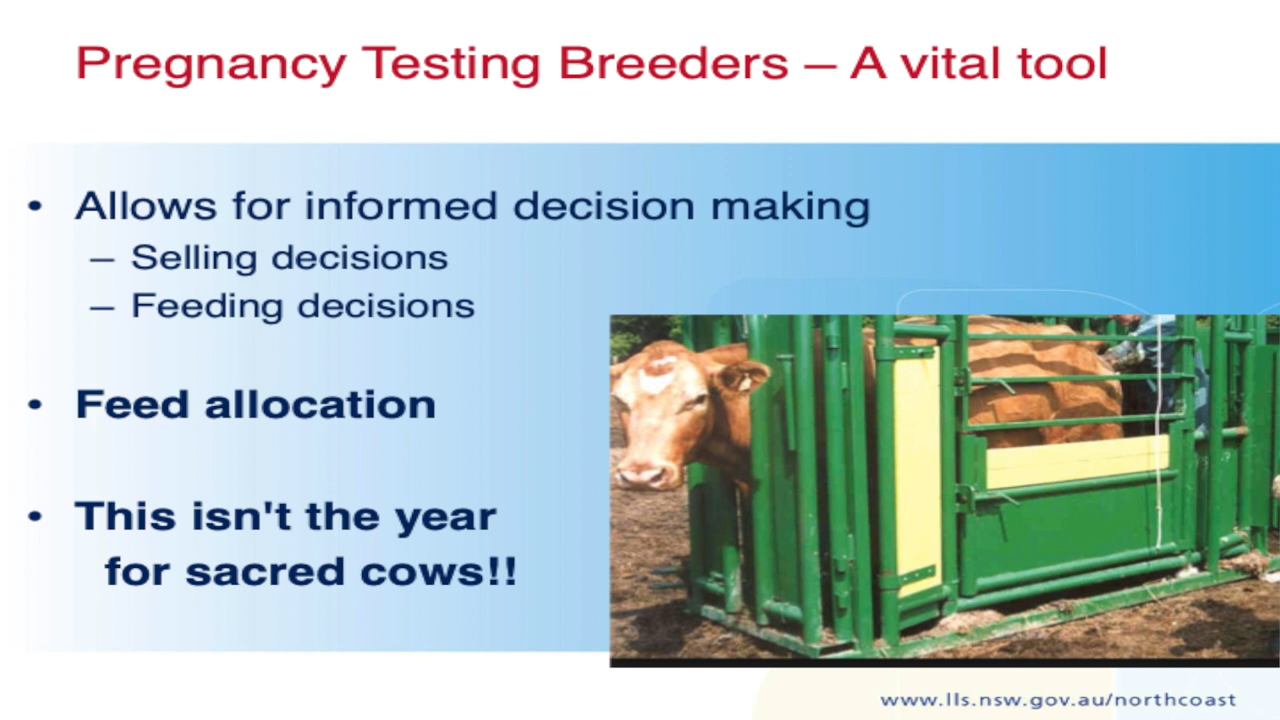 Pregnancy Testing Breeders – A vital tool
• Allows for informed decision making
– Selling decisions
– Feeding decisions
• Feed allocation
• This isn't the year
for sacred cows!!
www.lls.nsw.gov.au/northcoast